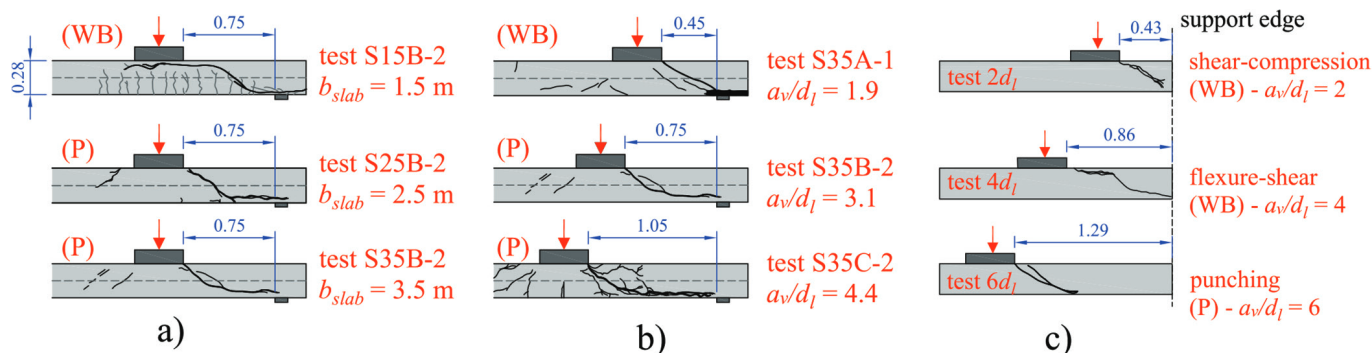 (WB)
0.75
0.28
test S15B-2
b_slab = 1.5 m
(P)
0.75
test S25B-2
b_slab = 2.5 m
(P)
0.75
test S35B-2
b_slab = 3.5 m
a)
(WB)
0.45
test S35A-1
a_v/d_l = 1.9
(P)
0.75
test S35B-2
a_v/d_l = 3.1
(P)
1.05
test S35C-2
a_v/d_l = 4.4
b)
support edge
0.43
test 2d_l
shear-compression
(WB) - a_v/d_l = 2
0.86
test 4d_l
flexure-shear
(WB) - a_v/d_l = 4
1.29
test 6d_l
punching
(P) - a_v/d_l = 6
c)